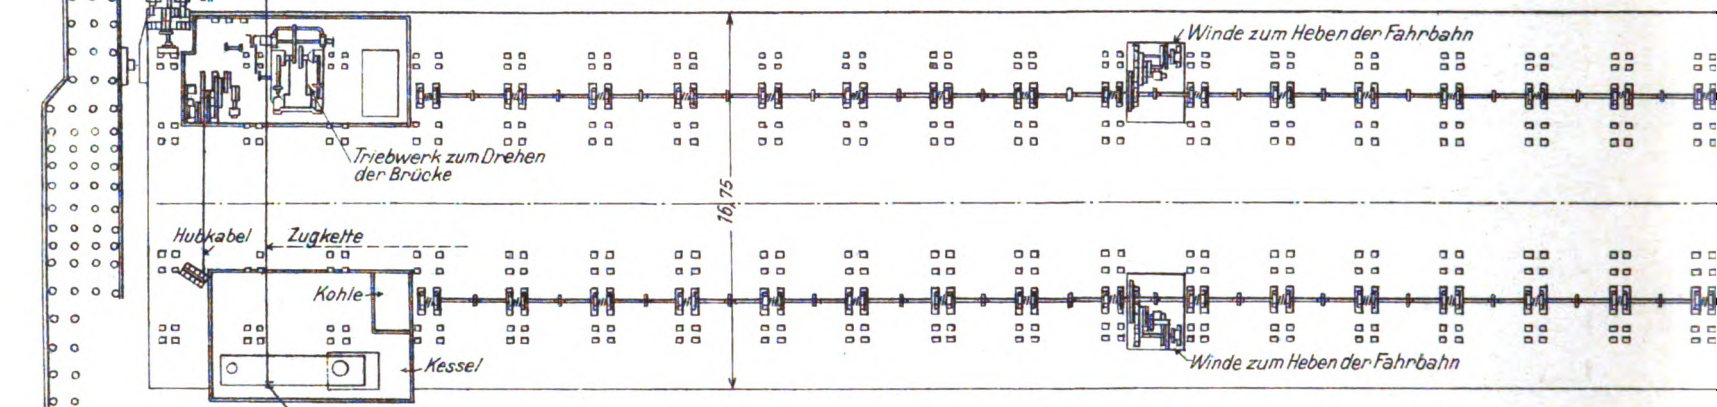 Winde zum Heben der Fahrbahn
Triebwerk zum Drehen
der Brücke
16,75
Hubkabel
Zugkette
Kohle
Kessel
Winde zum Heben der Fahrbahn